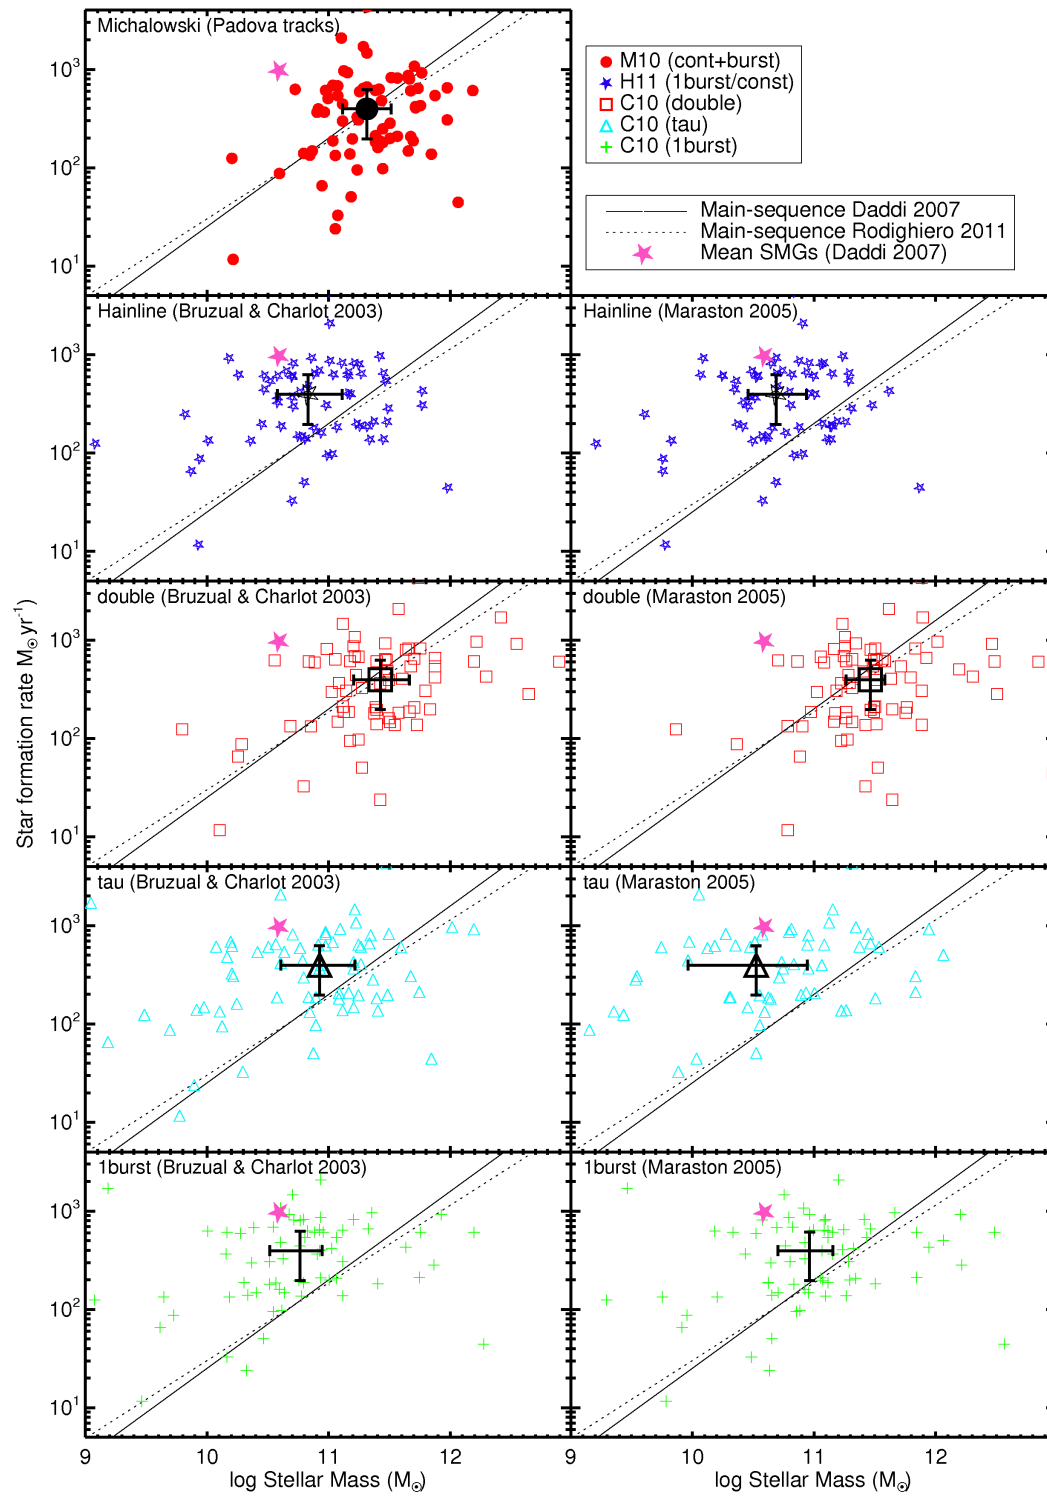 Michalowski (Padova tracks)
M10 (cont+burst)
H11 (1burst/const)
C10 (double)
C10 (tau)
C10 (1burst)
Main-sequence Daddi 2007
Main-sequence Rodighiero 2011
Mean SMGs (Daddi 2007)
10³
10²
10¹
Hainline (Bruzual & Charlot 2003)
Hainline (Maraston 2005)
10³
10²
10¹
double (Bruzual & Charlot 2003)
double (Maraston 2005)
10³
10²
10¹
Star formation rate M☉ yr⁻¹
tau (Bruzual & Charlot 2003)
tau (Maraston 2005)
10³
10²
10¹
1burst (Bruzual & Charlot 2003)
1burst (Maraston 2005)
10³
10²
10¹
9 10 11 12 9 10 11 12
log Stellar Mass (M☉) log Stellar Mass (M☉)